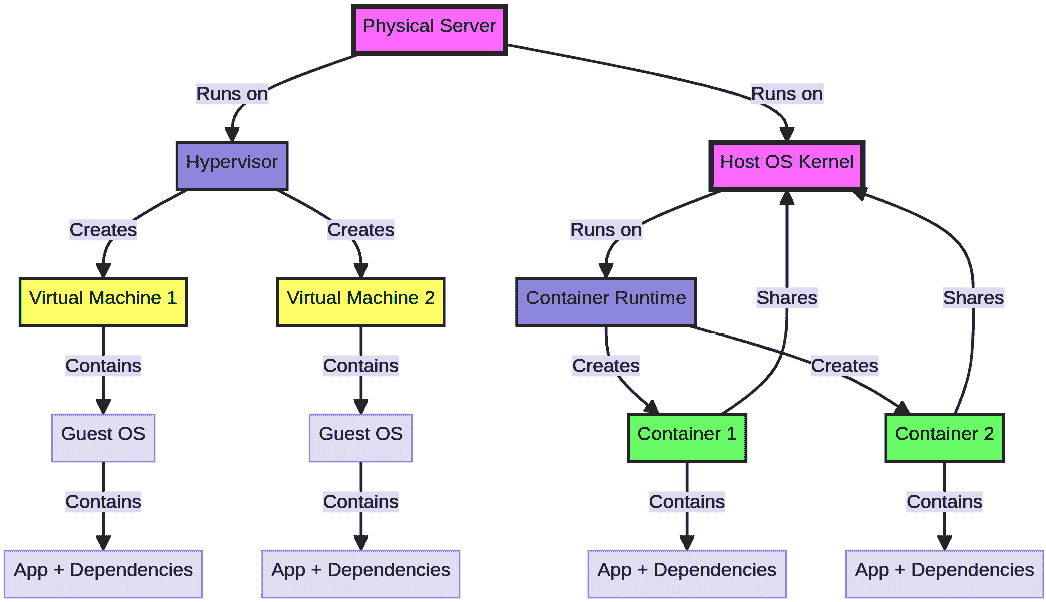 Physical Server
Runs on
Runs on
Hypervisor
Host OS Kernel
Creates
Creates
Runs on
Virtual Machine 1
Virtual Machine 2
Container Runtime
Shares
Shares
Contains
Contains
Creates
Creates
Guest OS
Guest OS
Container 1
Container 2
Contains
Contains
Contains
Contains
App + Dependencies
App + Dependencies
App + Dependencies
App + Dependencies